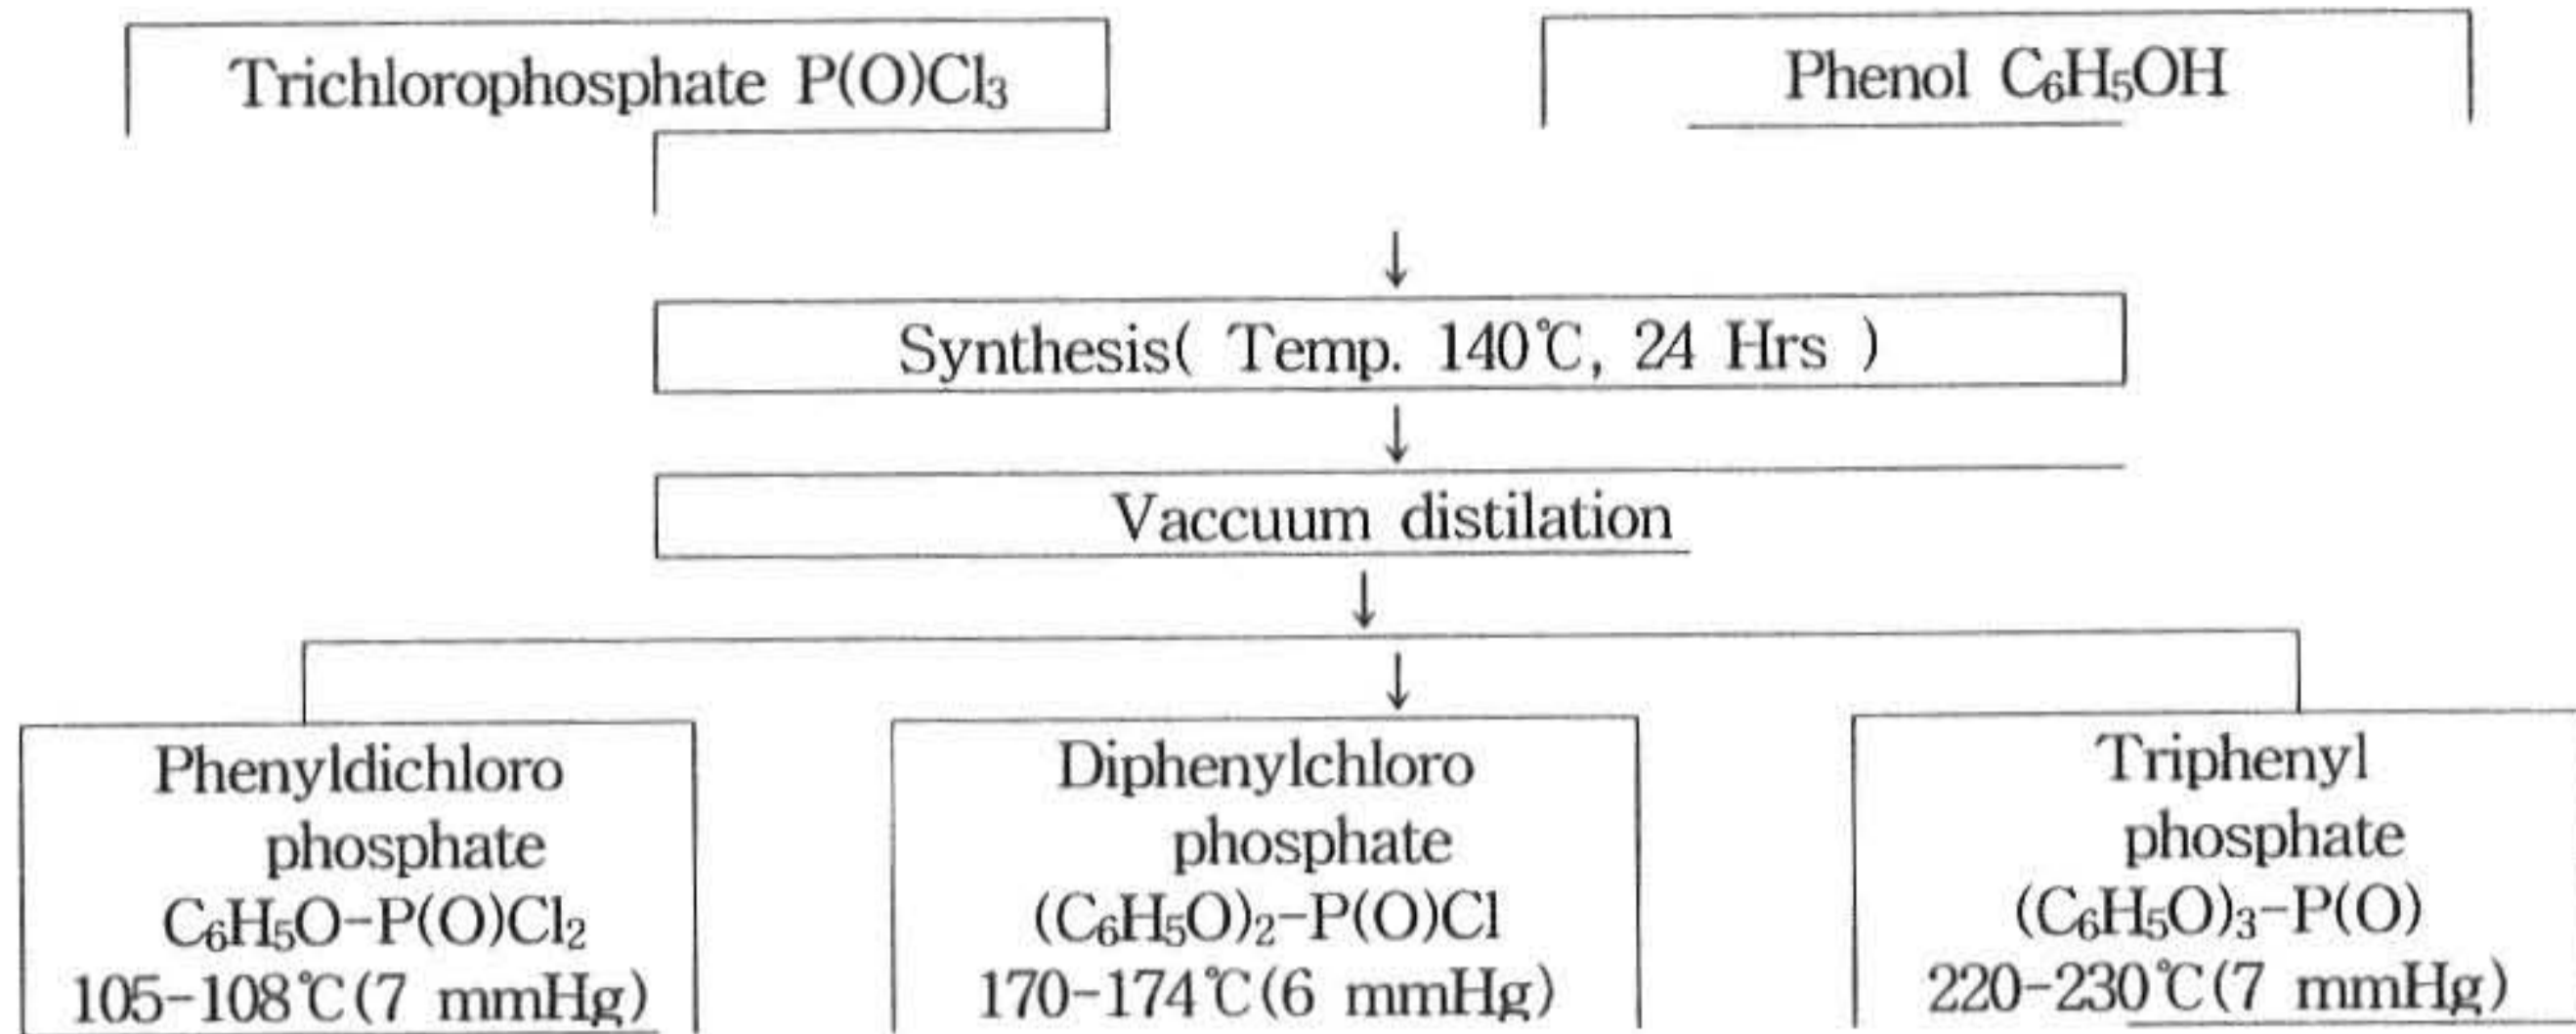 Trichlorophosphate P(O)Cl₃
Phenol C₆H₅OH
Synthesis( Temp. 140℃, 24 Hrs )
Vaccuum distilation
Phenyldichloro
phosphate
C₆H₅O-P(O)Cl₂
105-108℃(7 mmHg)
Diphenylchloro
phosphate
(C₆H₅O)₂-P(O)Cl
170-174℃(6 mmHg)
Triphenyl
phosphate
(C₆H₅O)₃-P(O)
220-230℃(7 mmHg)